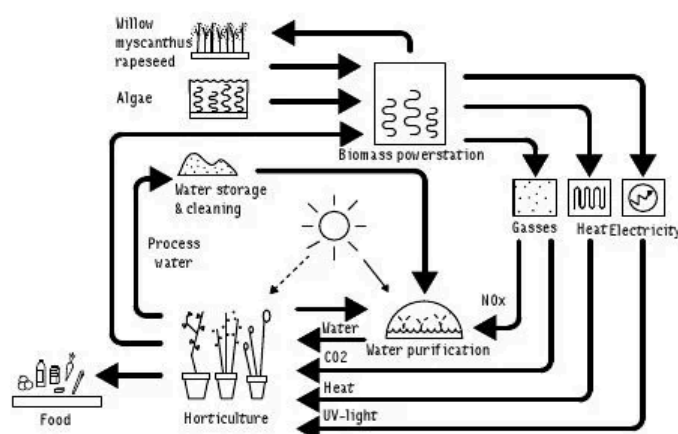 Willow
myscanthus
rapeseed
Algae
Biomass powerstation
Water storage
& cleaning
Gasses
Heat
Electricity
Process
water
NOx
Water
Water purification
CO2
Heat
UV-light
Food
Horticulture